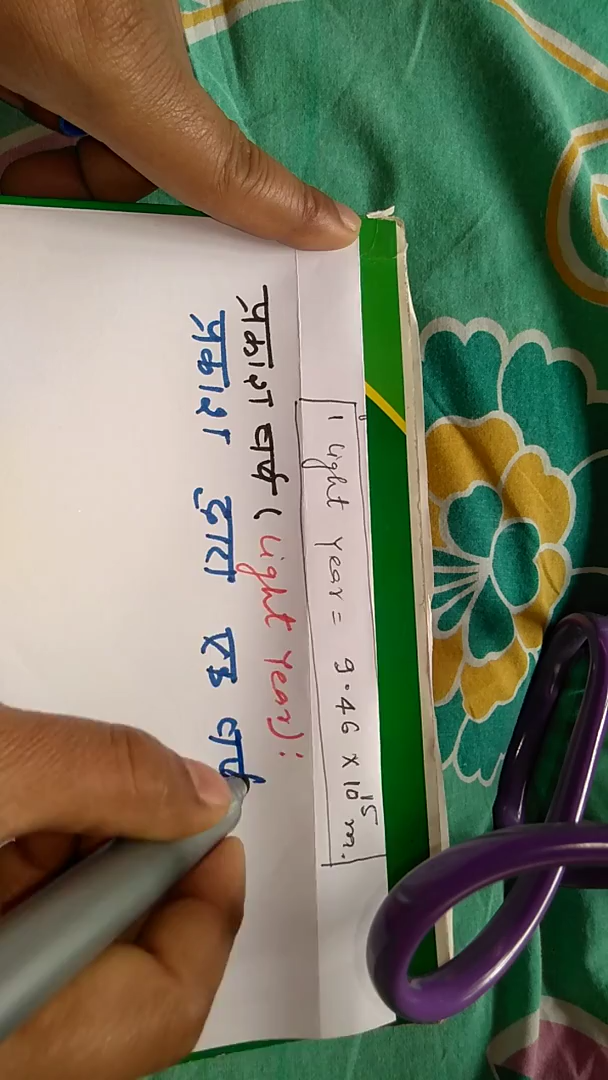 1 Light Year = 9.46 × 10¹⁵ m.
प्रकाश वर्ष (Light Year):
प्रकाश द्वारा एक वर्ष